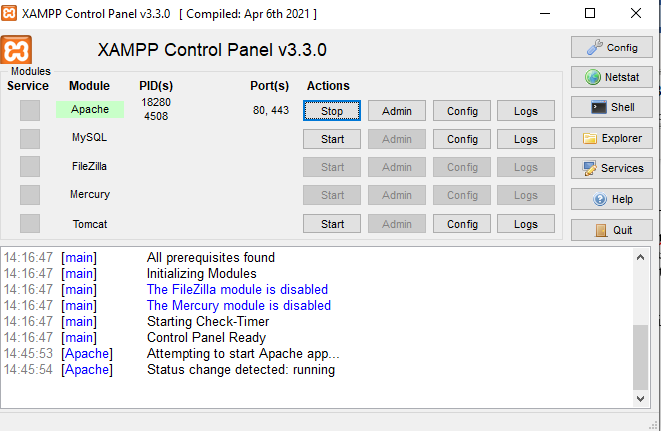 XAMPP Control Panel v3.3.0 [ Compiled: Apr 6th 2021 ]
XAMPP Control Panel v3.3.0
Config
Modules
Service Module PID(s) Port(s) Actions
Netstat
Apache 18280 4508 80, 443 Stop Admin Config Logs
Shell
MySQL Start Admin Config Logs
Explorer
FileZilla Start Admin Config Logs
Services
Mercury Start Admin Config Logs
Help
Tomcat Start Admin Config Logs
Quit
14:16:47 [main] All prerequisites found
14:16:47 [main] Initializing Modules
14:16:47 [main] The FileZilla module is disabled
14:16:47 [main] The Mercury module is disabled
14:16:47 [main] Starting Check-Timer
14:16:47 [main] Control Panel Ready
14:45:53 [Apache] Attempting to start Apache app...
14:45:54 [Apache] Status change detected: running